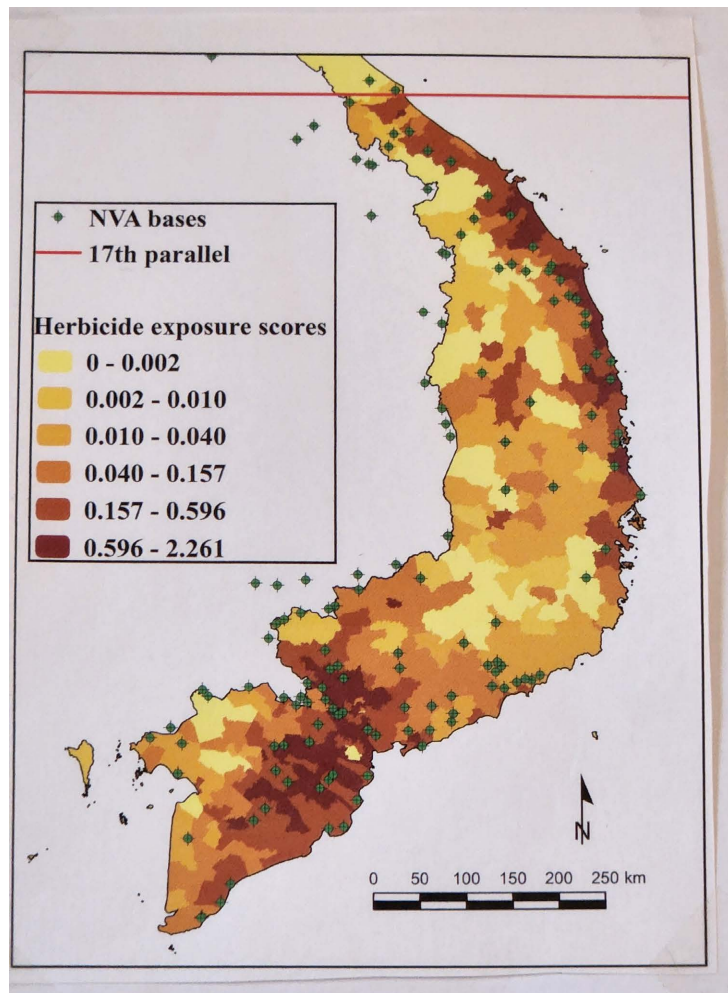 NVA bases
17th parallel
Herbicide exposure scores
0 - 0.002
0.002 - 0.010
0.010 - 0.040
0.040 - 0.157
0.157 - 0.596
0.596 - 2.261
N
0 50 100 150 200 250 km